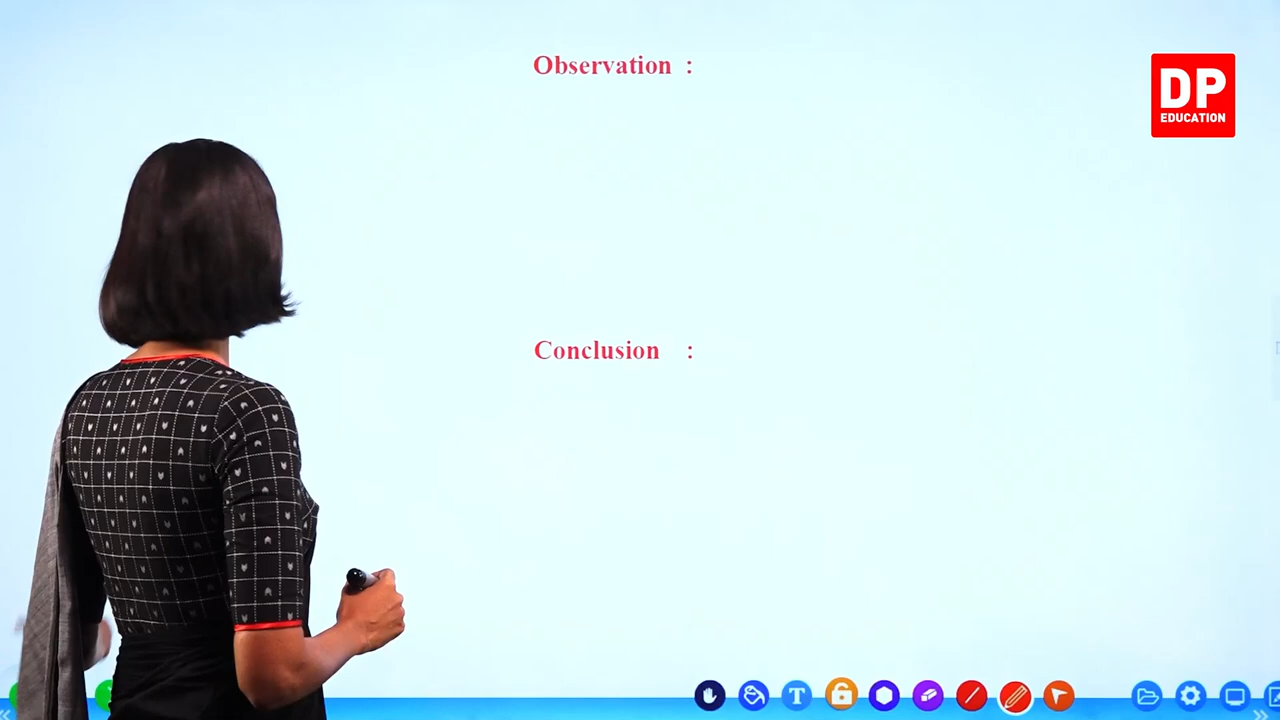 Observation :
DP
EDUCATION
Conclusion :
T